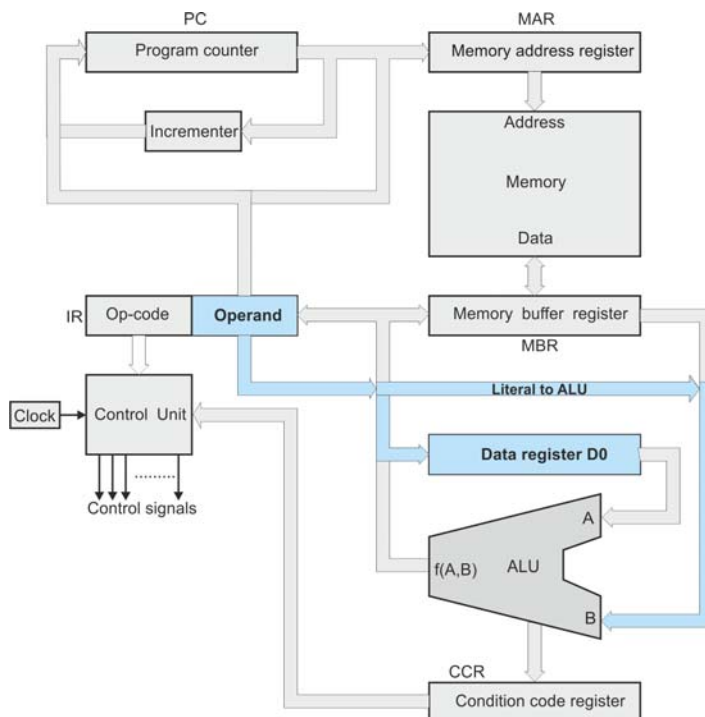 PC
MAR
Program counter
Memory address register
Incrementer
Address
Memory
Data
IR
Op-code
Operand
Memory buffer register
MBR
Literal to ALU
Clock
Control Unit
Data register D0
Control signals
A
f(A,B)
ALU
B
CCR
Condition code register